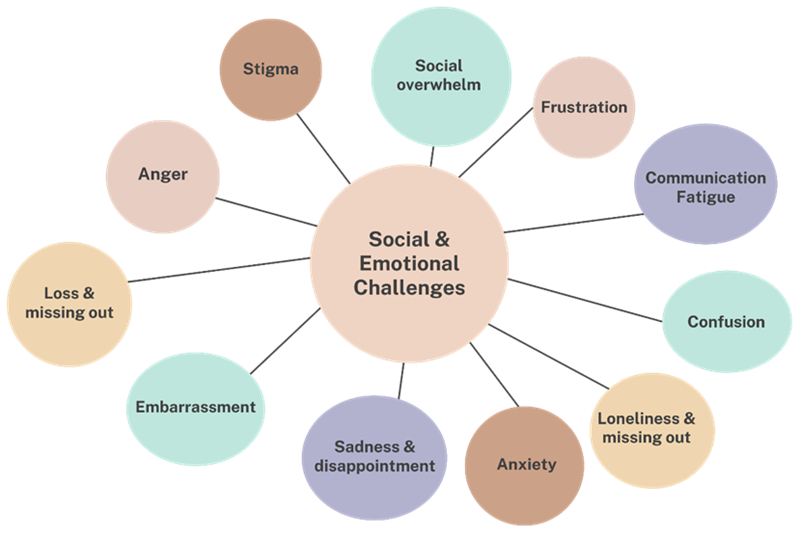 Social &
Emotional
Challenges
Stigma
Social
overwhelm
Frustration
Communication
Fatigue
Confusion
Loneliness &
missing out
Anxiety
Sadness &
disappointment
Embarrassment
Loss &
missing out
Anger